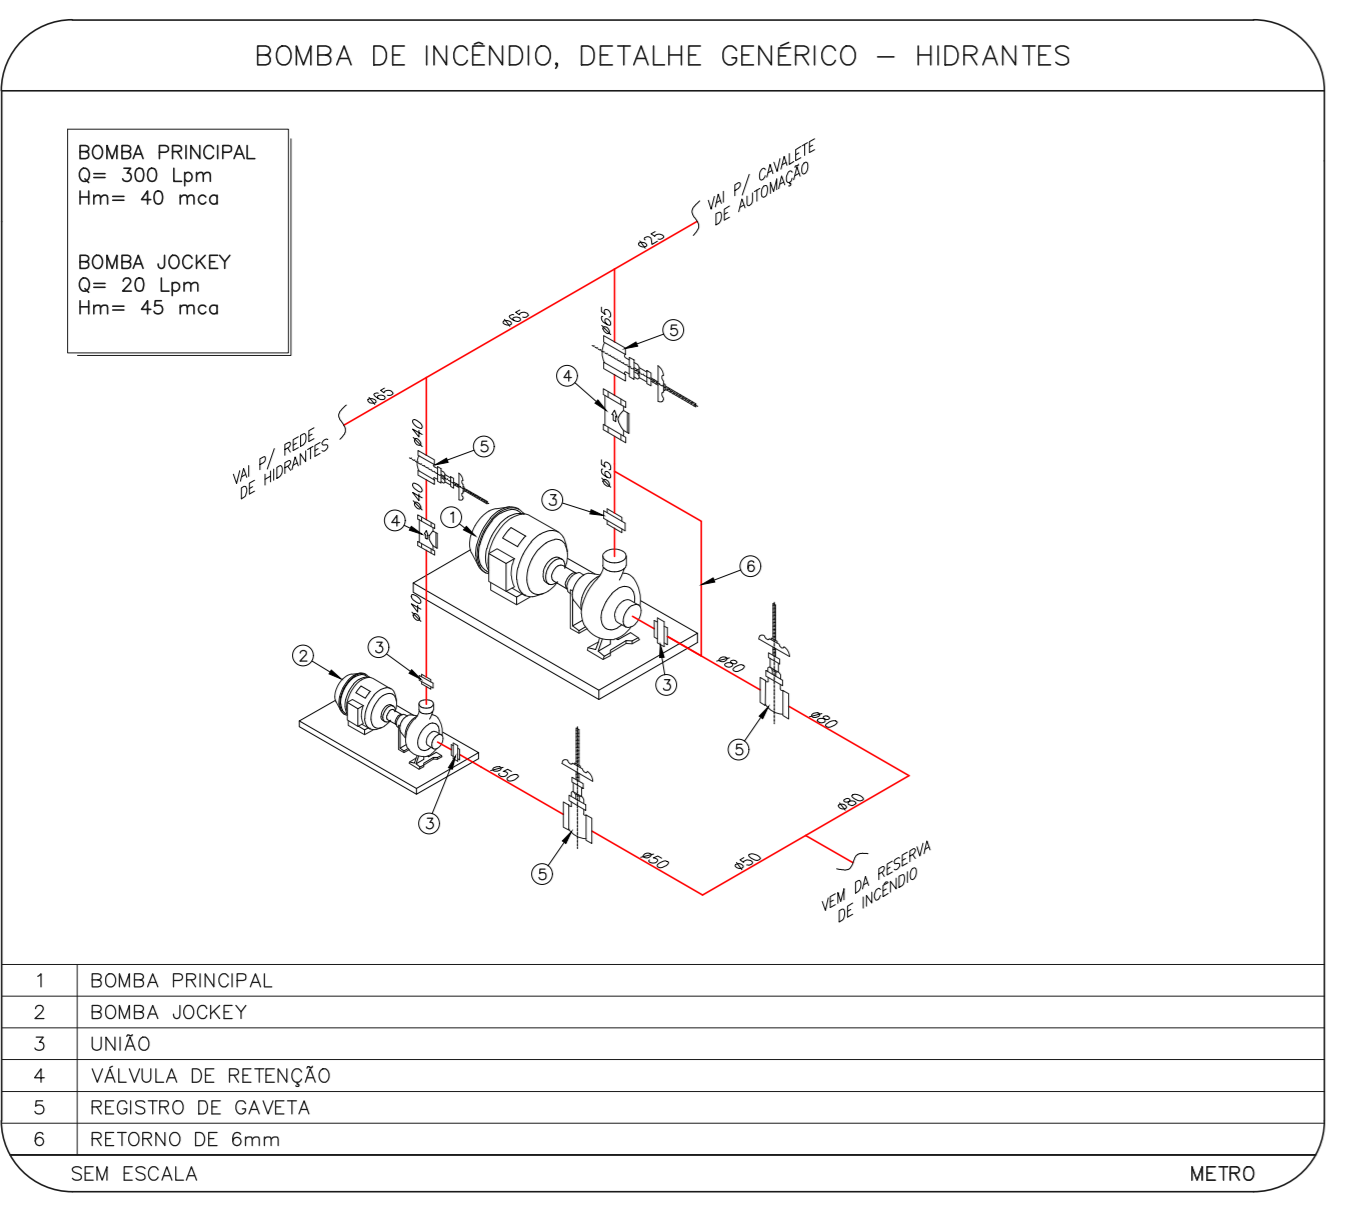 BOMBA DE INCÊNDIO, DETALHE GENÉRICO – HIDRANTES
BOMBA PRINCIPAL
Q= 300 Lpm
Hm= 40 mca
BOMBA JOCKEY
Q= 20 Lpm
Hm= 45 mca
VAI P/ CAVALETE
DE AUTOMAÇÃO
ø25
ø65
ø65
5
4
ø65
VAI P/ REDE
DE HIDRANTES
ø40
5
ø65
ø40
3
4
1
6
ø40
3
2
ø80
3
ø80
5
ø50
3
ø80
5
ø50
ø50
VEM DA RESERVA
DE INCÊNDIO
1 BOMBA PRINCIPAL
2 BOMBA JOCKEY
3 UNIÃO
4 VÁLVULA DE RETENÇÃO
5 REGISTRO DE GAVETA
6 RETORNO DE 6mm
SEM ESCALA METRO